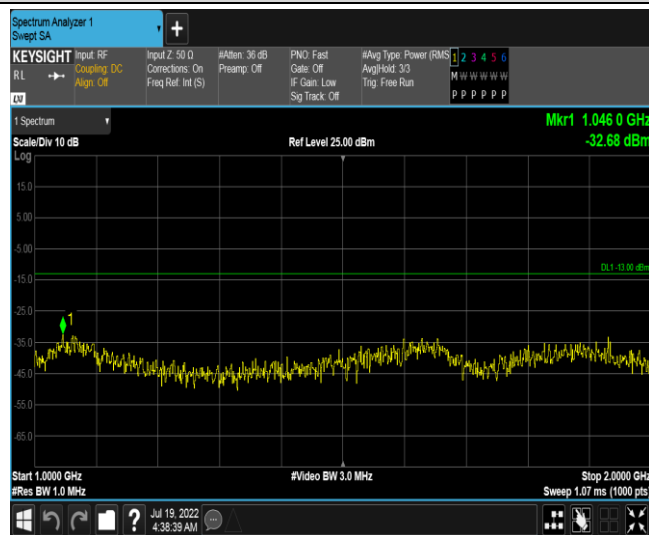 Spectrum Analyzer 1
Swept SA
KEYSIGHT
RL
Input: RF
Coupling: DC
Align: Off
Input Z: 50 Ω
Corrections: On
Freq Ref: Int (S)
#Atten: 36 dB
Preamp: Off
PNO: Fast
Gate: Off
IF Gain: Low
Sig Track: Off
#Avg Type: Power (RMS
Avg|Hold: 3/3
Trig: Free Run
1 2 3 4 5 6
M W W W W W
P P P P P P
1 Spectrum
Scale/Div 10 dB
Ref Level 25.00 dBm
Mkr1 1.046 0 GHz
-32.68 dBm
Log
15.0
5.00
-5.00
DL1 -13.00 dBm
-15.0
-25.0
1
-35.0
-45.0
-55.0
-65.0
Start 1.0000 GHz
#Video BW 3.0 MHz
Stop 2.0000 GHz
#Res BW 1.0 MHz
Sweep 1.07 ms (1000 pts)
?
Jul 19, 2022
4:38:39 AM